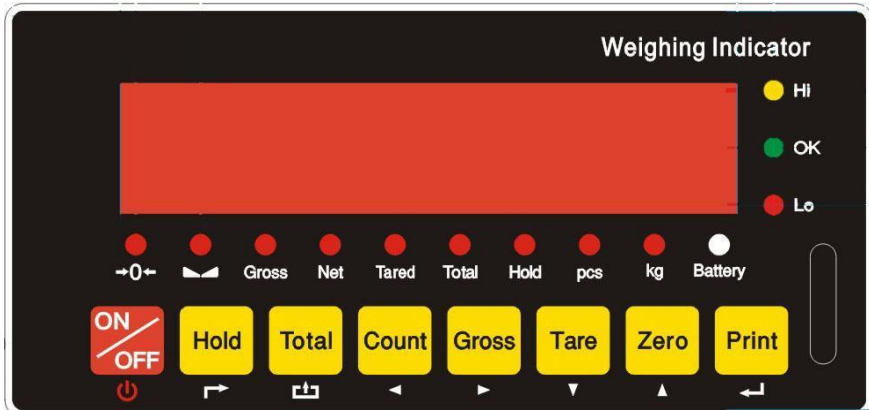 Weighing Indicator
Hi
OK
Lo
→0← Gross Net Tared Total Hold pcs kg Battery
ON/OFF Hold Total Count Gross Tare Zero Print